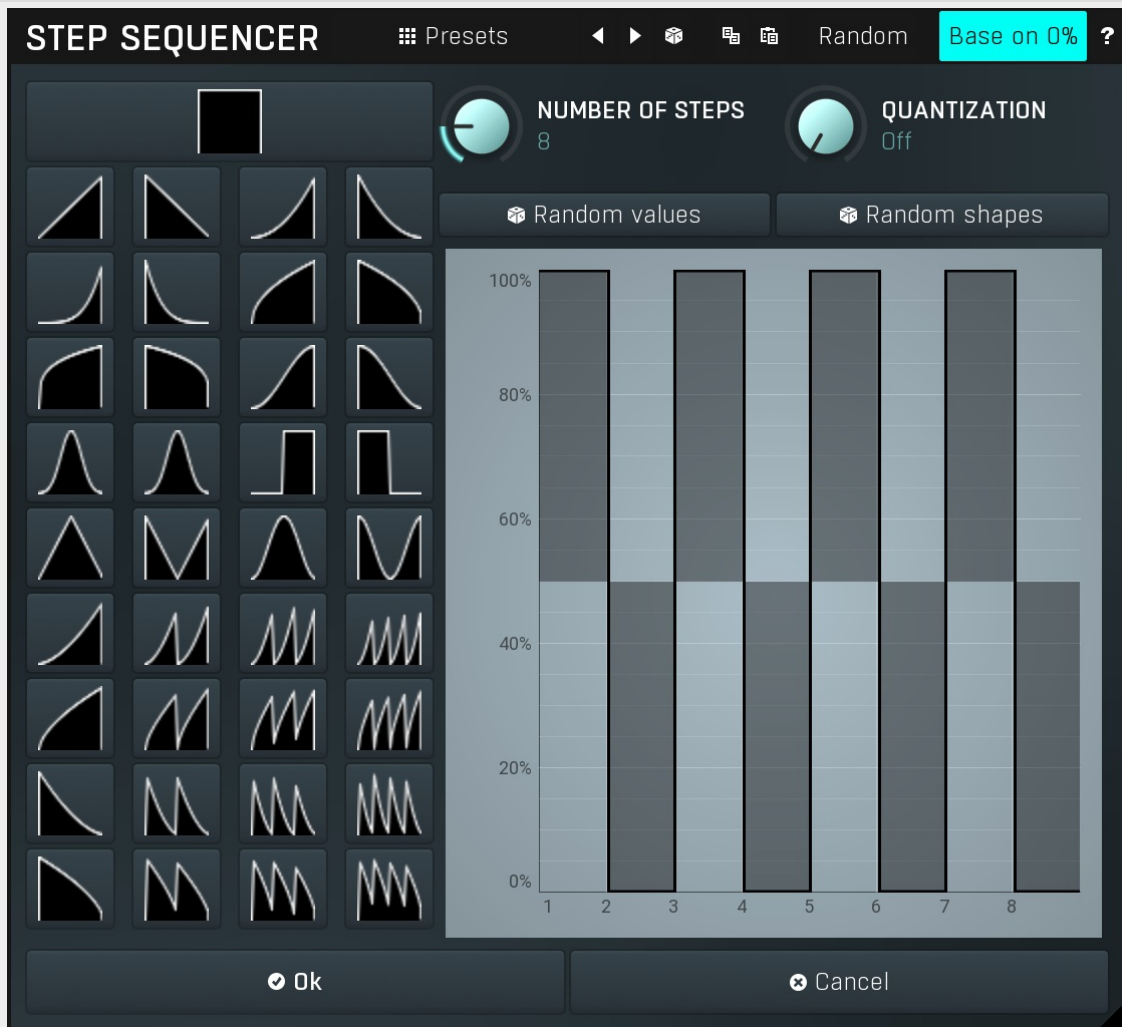 STEP SEQUENCER Presets Random Base on 0% ?
NUMBER OF STEPS
8
QUANTIZATION
Off
Random values Random shapes
100%
80%
60%
40%
20%
0%
1 2 3 4 5 6 7 8
Ok Cancel